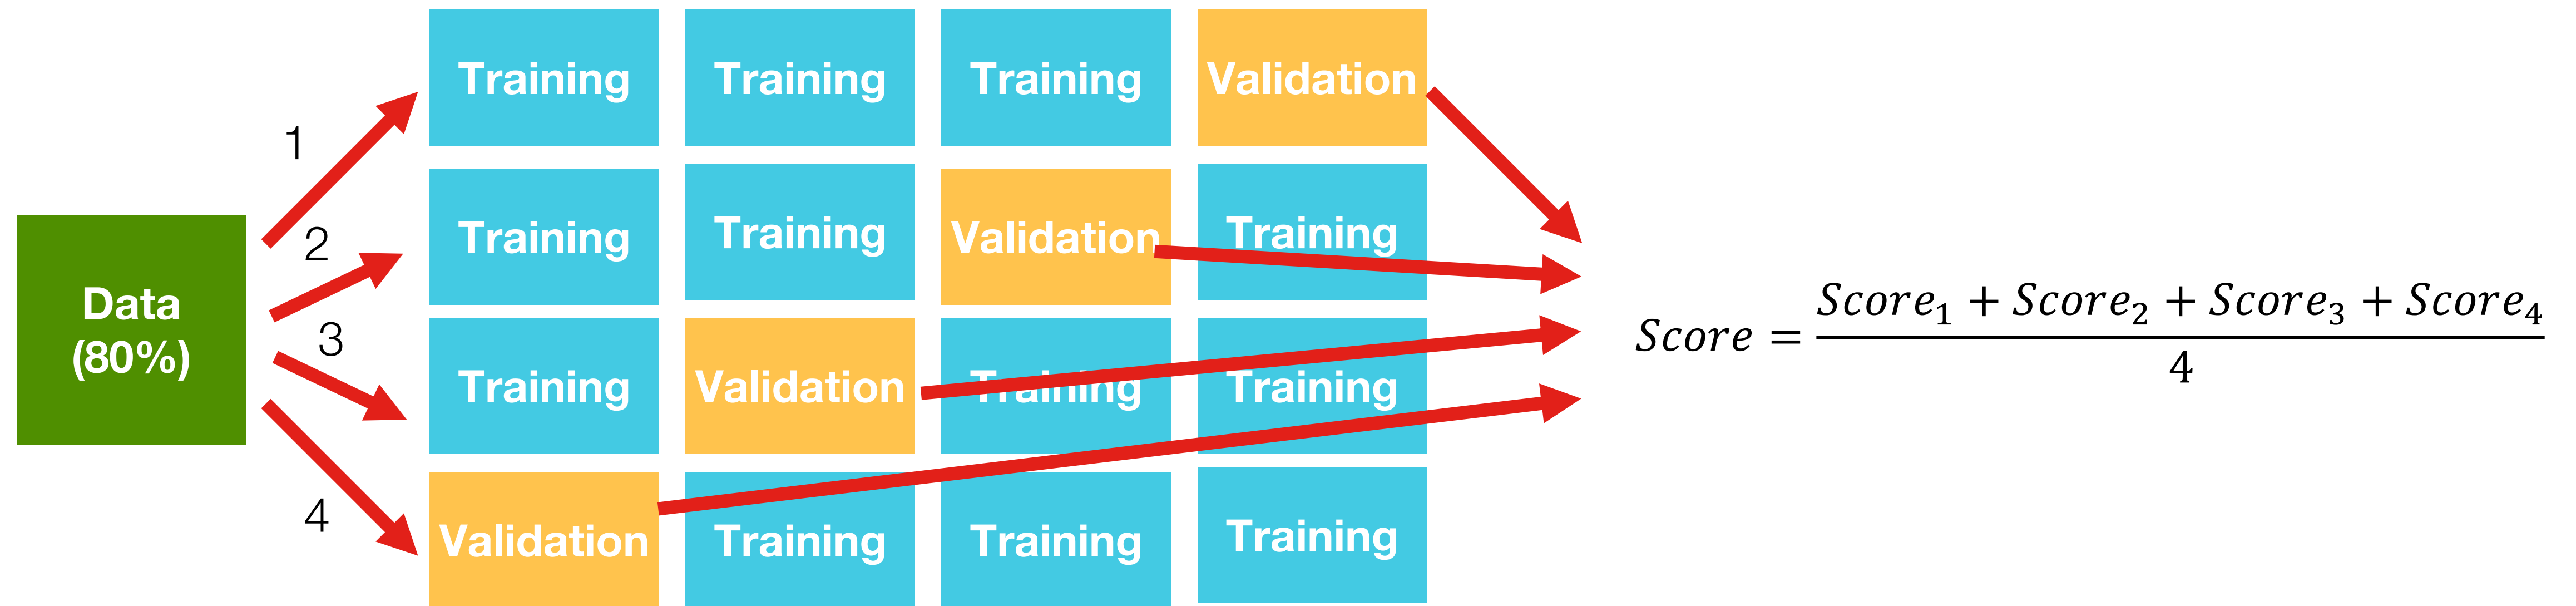 Training Training Training Validation
1
2
Training Training Validation Training
Data
(80%)
3
Score = (Score₁ + Score₂ + Score₃ + Score₄) / 4
Training Validation Training Training
4
Validation Training Training Training